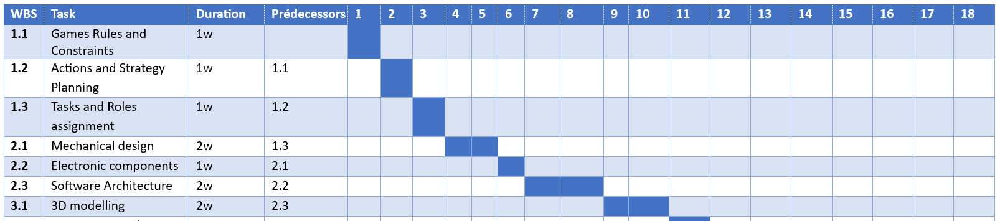 WBS Task Duration Prédecessors 1 2 3 4 5 6 7 8 9 10 11 12 13 14 15 16 17 18
1.1 Games Rules and 1w
Constraints
1.2 Actions and Strategy 1w 1.1
Planning
1.3 Tasks and Roles 1w 1.2
assignment
2.1 Mechanical design 2w 1.3
2.2 Electronic components 1w 2.1
2.3 Software Architecture 2w 2.2
3.1 3D modelling 2w 2.3